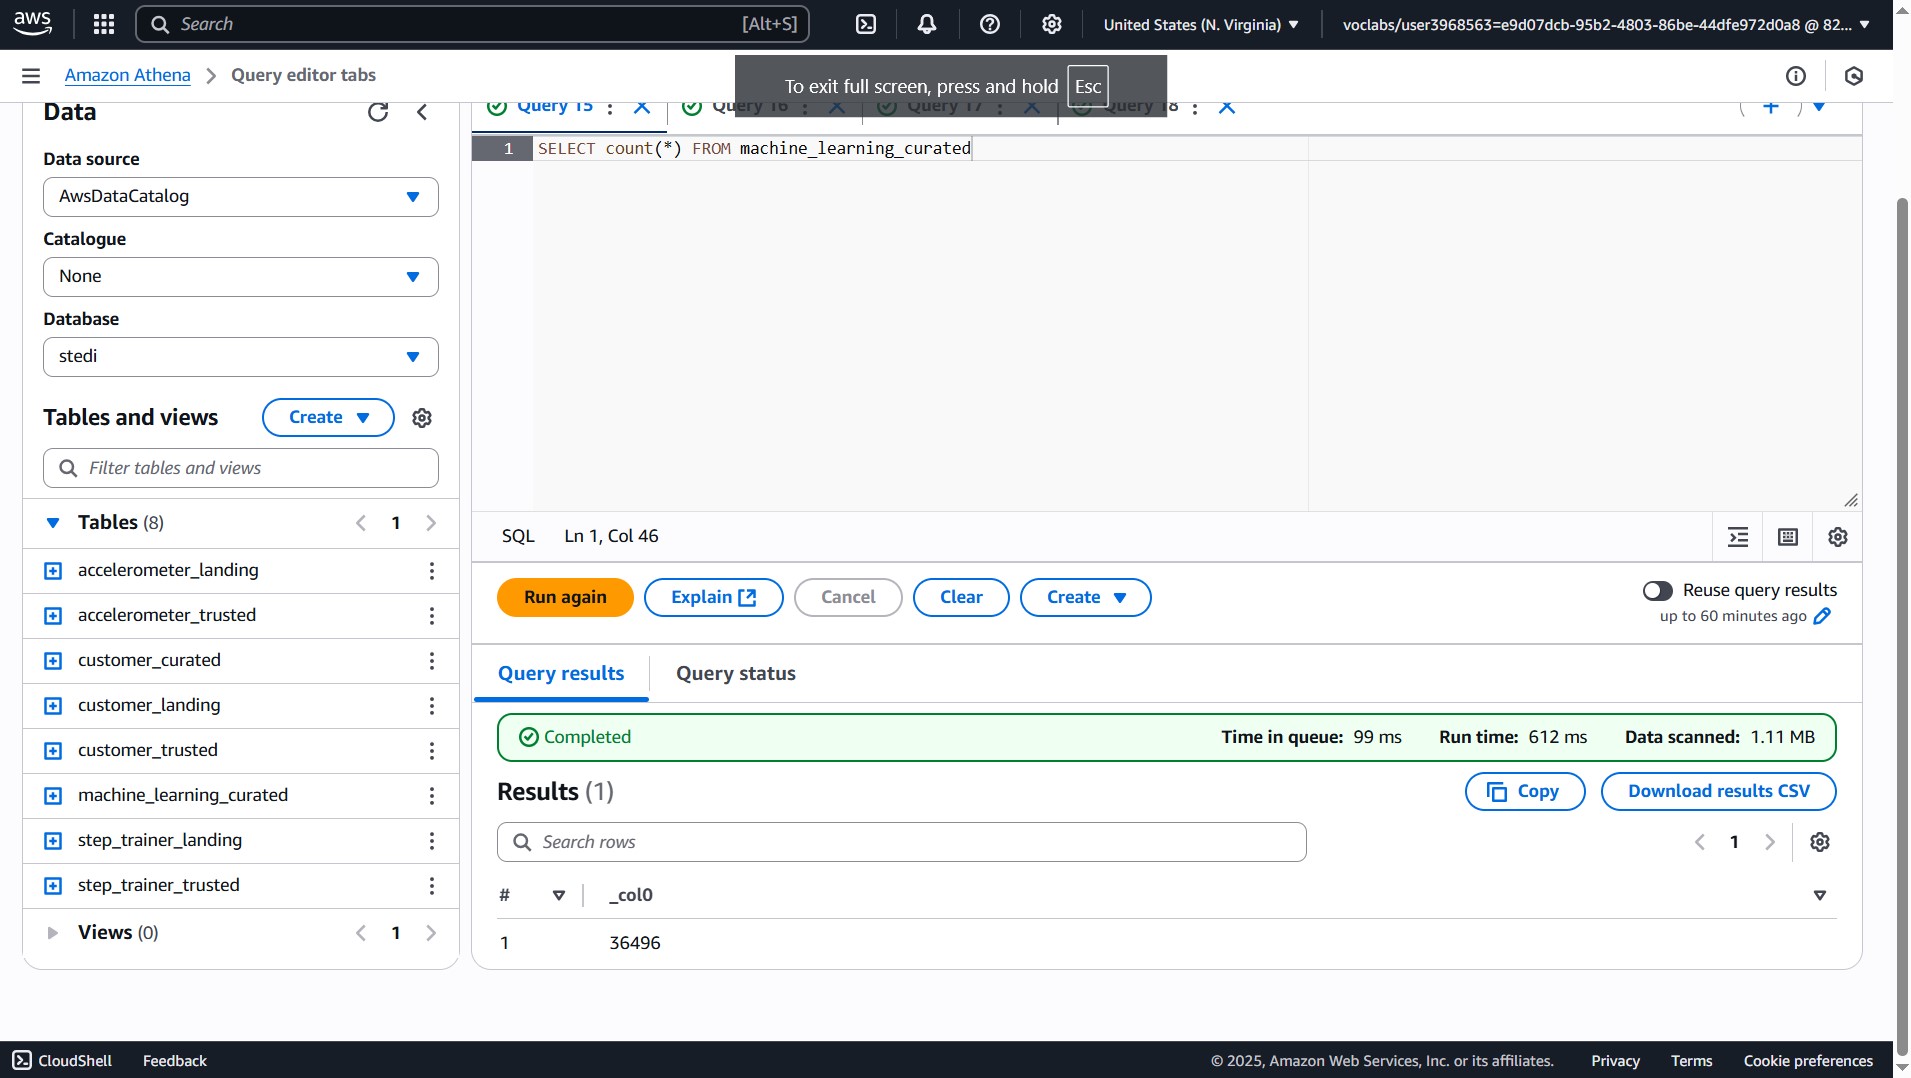 aws
Search
[Alt+S]
United States (N. Virginia)
voclabs/user3968563=e9d07dcb-95b2-4803-86be-44dfe972d0a8 @ 82...
Amazon Athena
Query editor tabs
To exit full screen, press and hold Esc
Data
Data source
AwsDataCatalog
Catalogue
None
Database
stedi
Tables and views
Create
Filter tables and views
Tables (8)
1
accelerometer_landing
accelerometer_trusted
customer_curated
customer_landing
customer_trusted
machine_learning_curated
step_trainer_landing
step_trainer_trusted
Views (0)
1
Query 15
Query 16
Query 17
Query 18
1
SELECT count(*) FROM machine_learning_curated
SQL
Ln 1, Col 46
Run again
Explain
Cancel
Clear
Create
Reuse query results
up to 60 minutes ago
Query results
Query status
Completed
Time in queue: 99 ms
Run time: 612 ms
Data scanned: 1.11 MB
Results (1)
Copy
Download results CSV
Search rows
1
#
_col0
1
36496
CloudShell
Feedback
© 2025, Amazon Web Services, Inc. or its affiliates.
Privacy
Terms
Cookie preferences